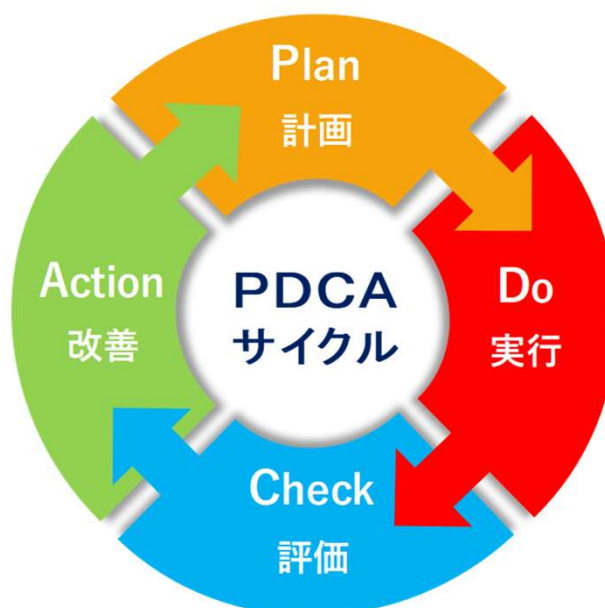 Plan
計画
Do
実行
Check
評価
Action
改善
PDCA
サイクル